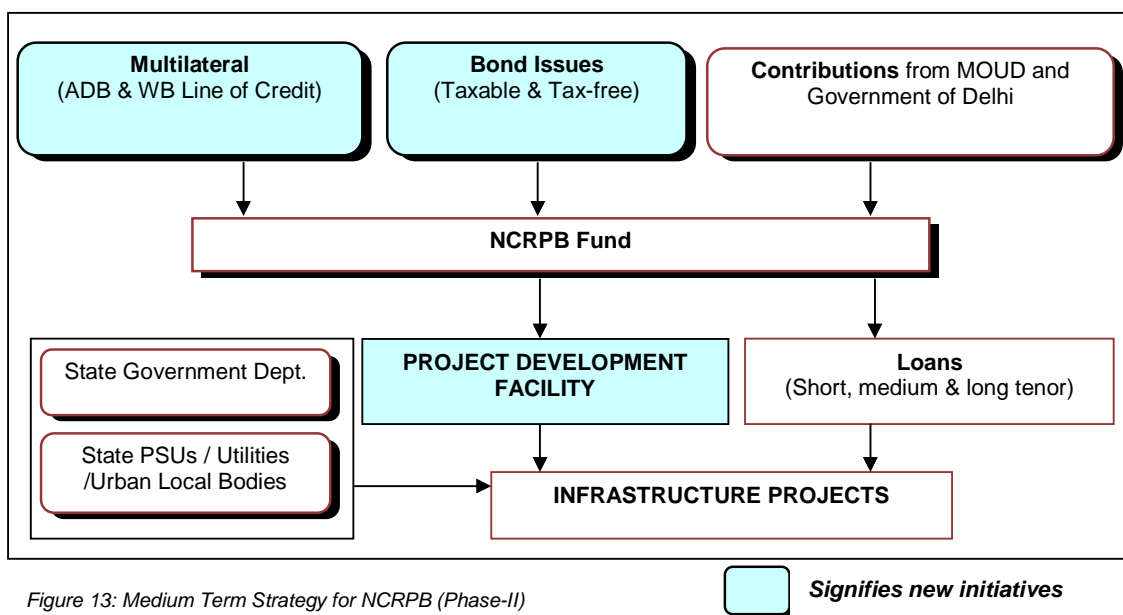 Multilateral
(ADB & WB Line of Credit)
Bond Issues
(Taxable & Tax-free)
Contributions from MOUD and
Government of Delhi
NCRPB Fund
State Government Dept.
State PSUs / Utilities
/Urban Local Bodies
PROJECT DEVELOPMENT
FACILITY
Loans
(Short, medium & long tenor)
INFRASTRUCTURE PROJECTS
Figure 13: Medium Term Strategy for NCRPB (Phase-II)
Signifies new initiatives